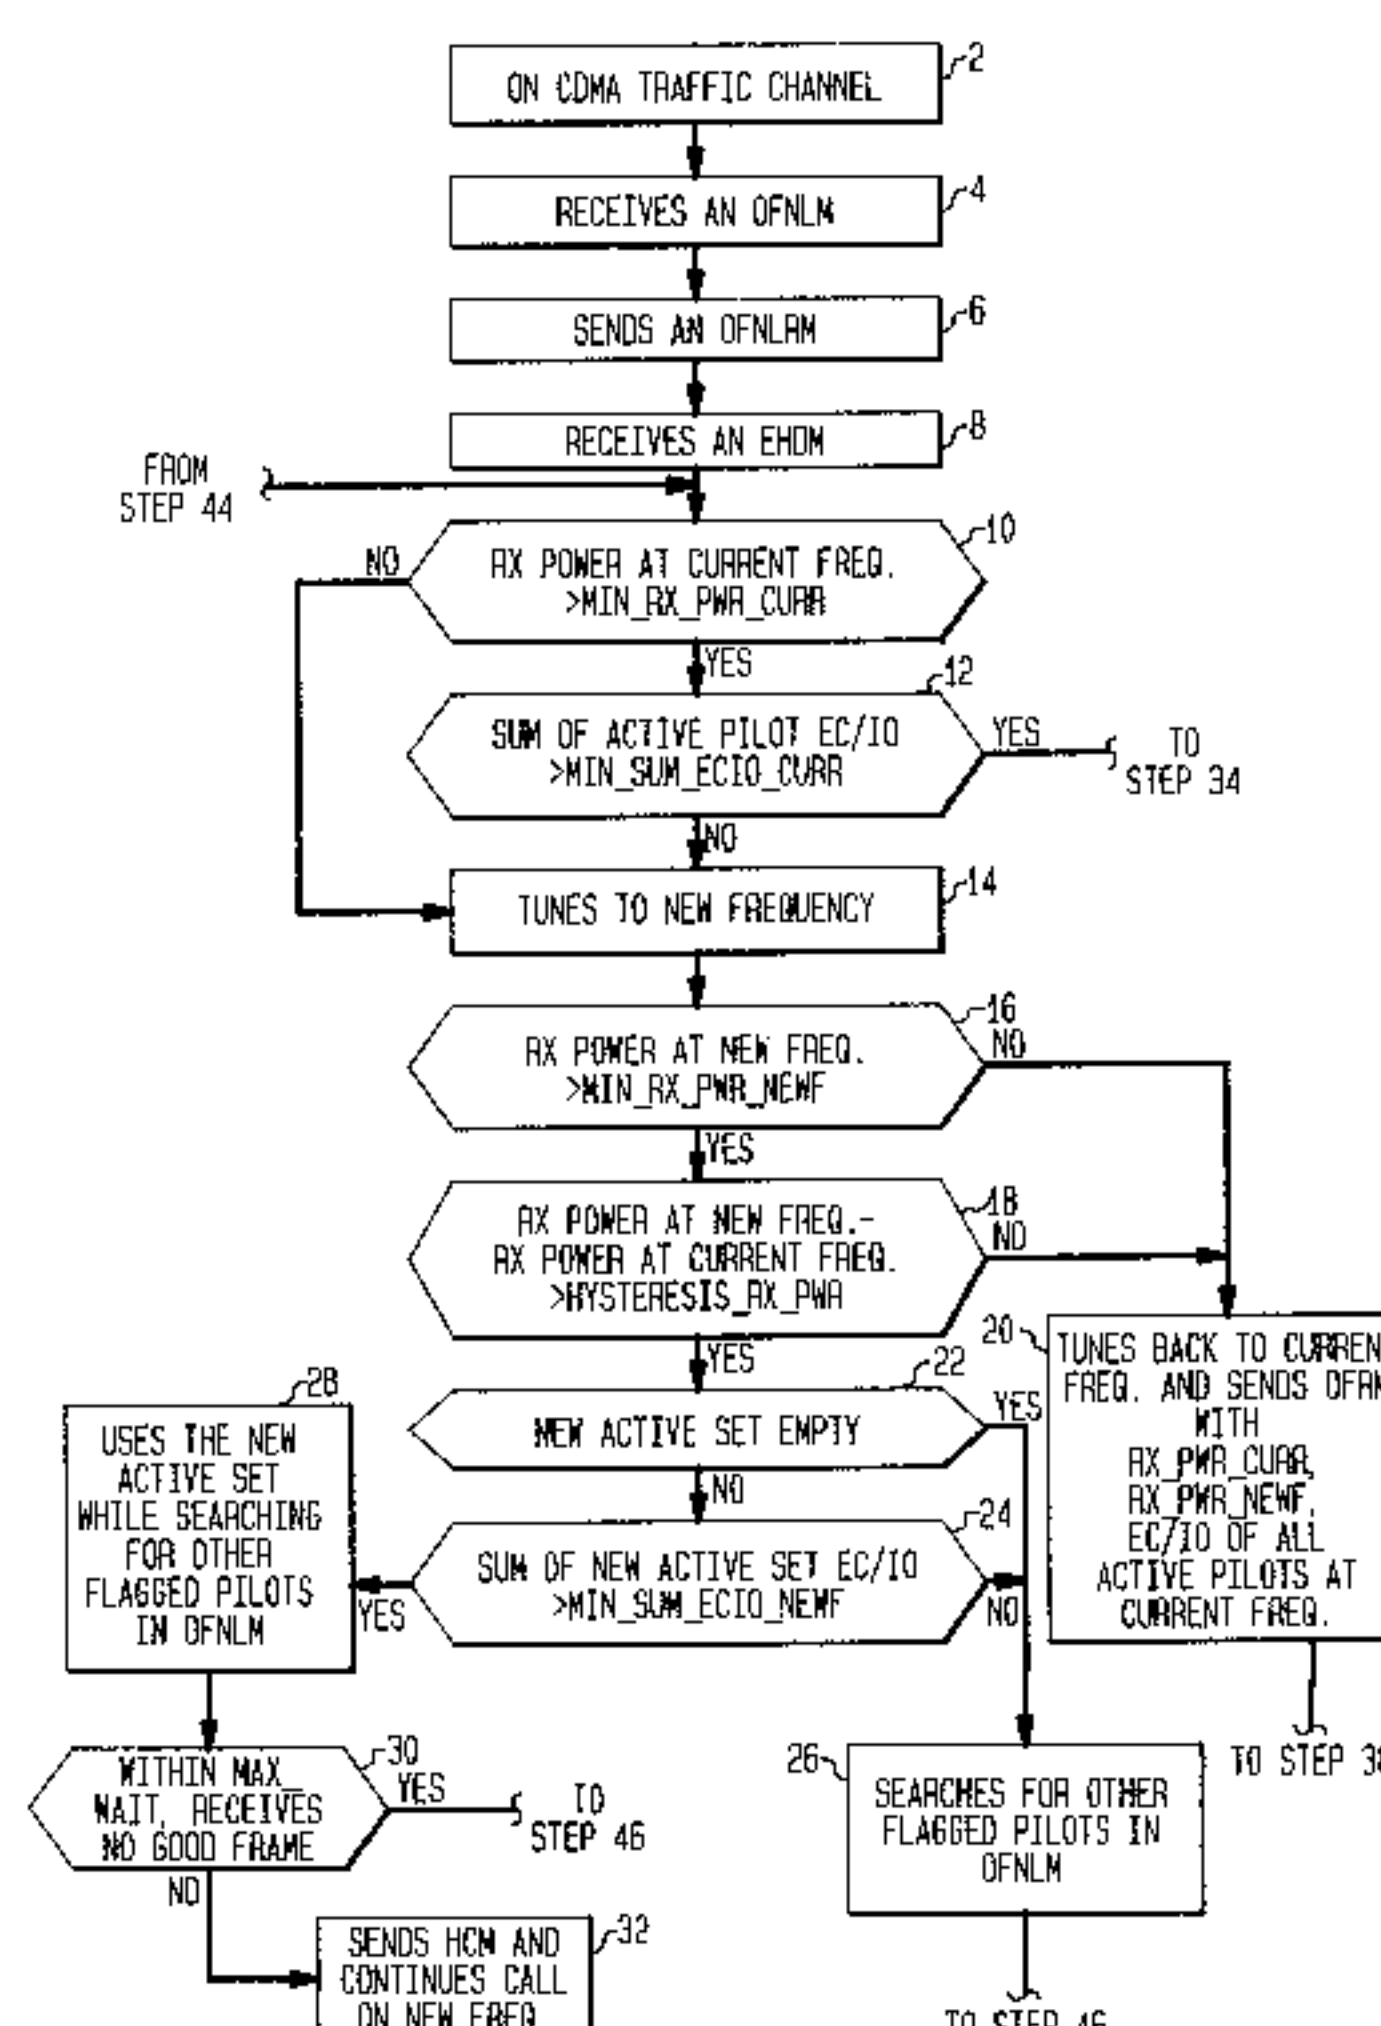 2
ON CDMA TRAFFIC CHANNEL
4
RECEIVES AN OFNLM
6
SENDS AN OFNLRM
8
RECEIVES AN EHDM
FROM
STEP 44
10
NO
RX POWER AT CURRENT FREQ.
>MIN_RX_PWR_CURR
YES
12
SUM OF ACTIVE PILOT EC/IO
>MIN_SUM_ECIO_CURR
YES
TO
STEP 34
NO
14
TUNES TO NEW FREQUENCY
16
NO
RX POWER AT NEW FREQ.
>MIN_RX_PWR_NEWF
YES
18
NO
RX POWER AT NEW FREQ.-
RX POWER AT CURRENT FREQ.
>HYSTERESIS_RX_PWR
YES
20
TUNES BACK TO CURREN
FREQ. AND SENDS OFRM
WITH
RX_PWR_CURR,
RX_PWR_NEWF,
EC/IO OF ALL
ACTIVE PILOTS AT
CURRENT FREQ.
22
NEW ACTIVE SET EMPTY
YES
NO
28
USES THE NEW
ACTIVE SET
WHILE SEARCHING
FOR OTHER
FLAGGED PILOTS
IN OFNLM
24
SUM OF NEW ACTIVE SET EC/IO
>MIN_SUM_ECIO_NEWF
YES
NO
30
WITHIN MAX_
WAIT, RECEIVES
NO GOOD FRAME
YES
TO
STEP 46
NO
26
SEARCHES FOR OTHER
FLAGGED PILOTS IN
OFNLM
TO STEP 38
32
SENDS HCM AND
CONTINUES CALL
ON NEW FREQ
TO STEP 46